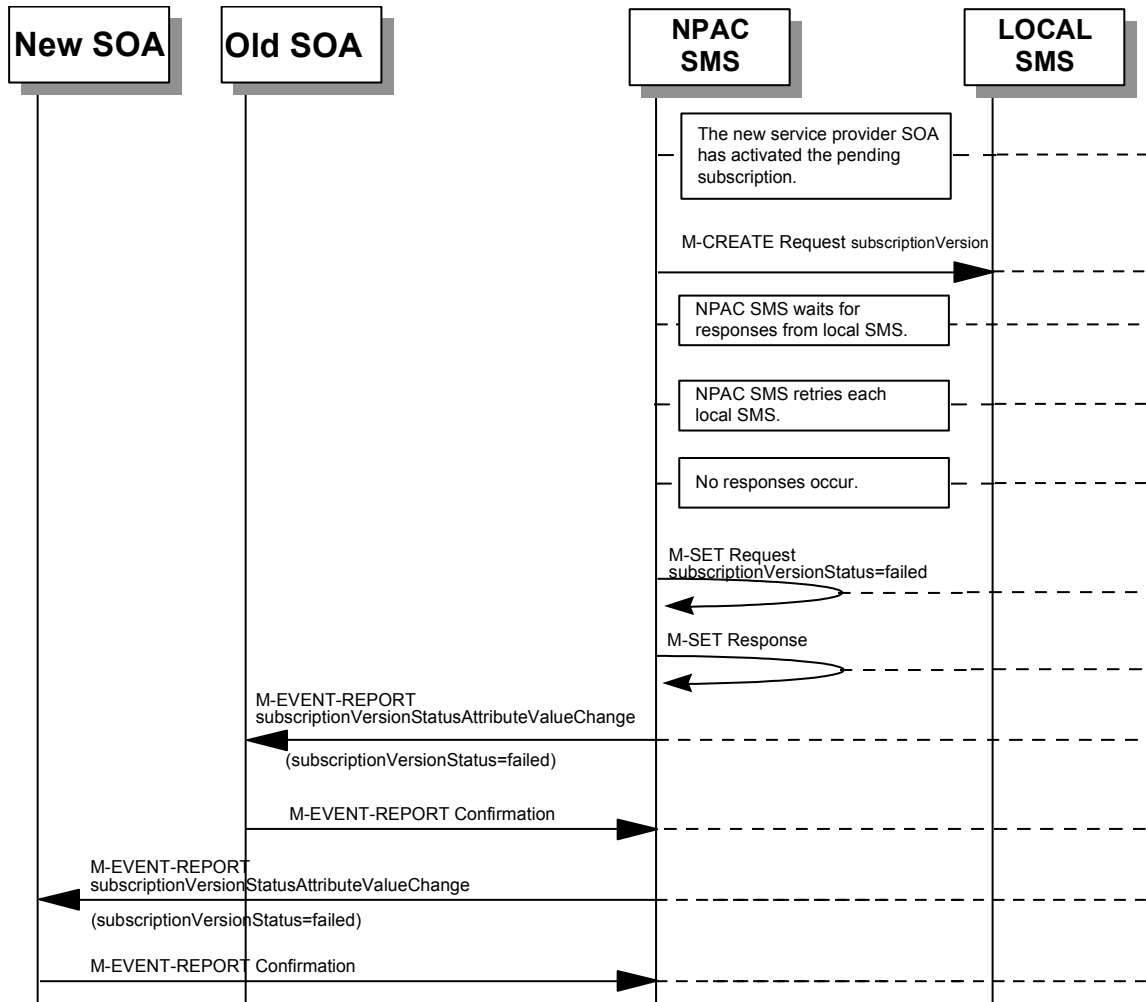 New SOA
Old SOA
NPAC
SMS
LOCAL
SMS
The new service provider SOA
has activated the pending
subscription.
M-CREATE Request subscriptionVersion
NPAC SMS waits for
responses from local SMS.
NPAC SMS retries each
local SMS.
No responses occur.
M-SET Request
subscriptionVersionStatus=failed
M-SET Response
M-EVENT-REPORT
subscriptionVersionStatusAttributeValueChange
(subscriptionVersionStatus=failed)
M-EVENT-REPORT Confirmation
M-EVENT-REPORT
subscriptionVersionStatusAttributeValueChange
(subscriptionVersionStatus=failed)
M-EVENT-REPORT Confirmation